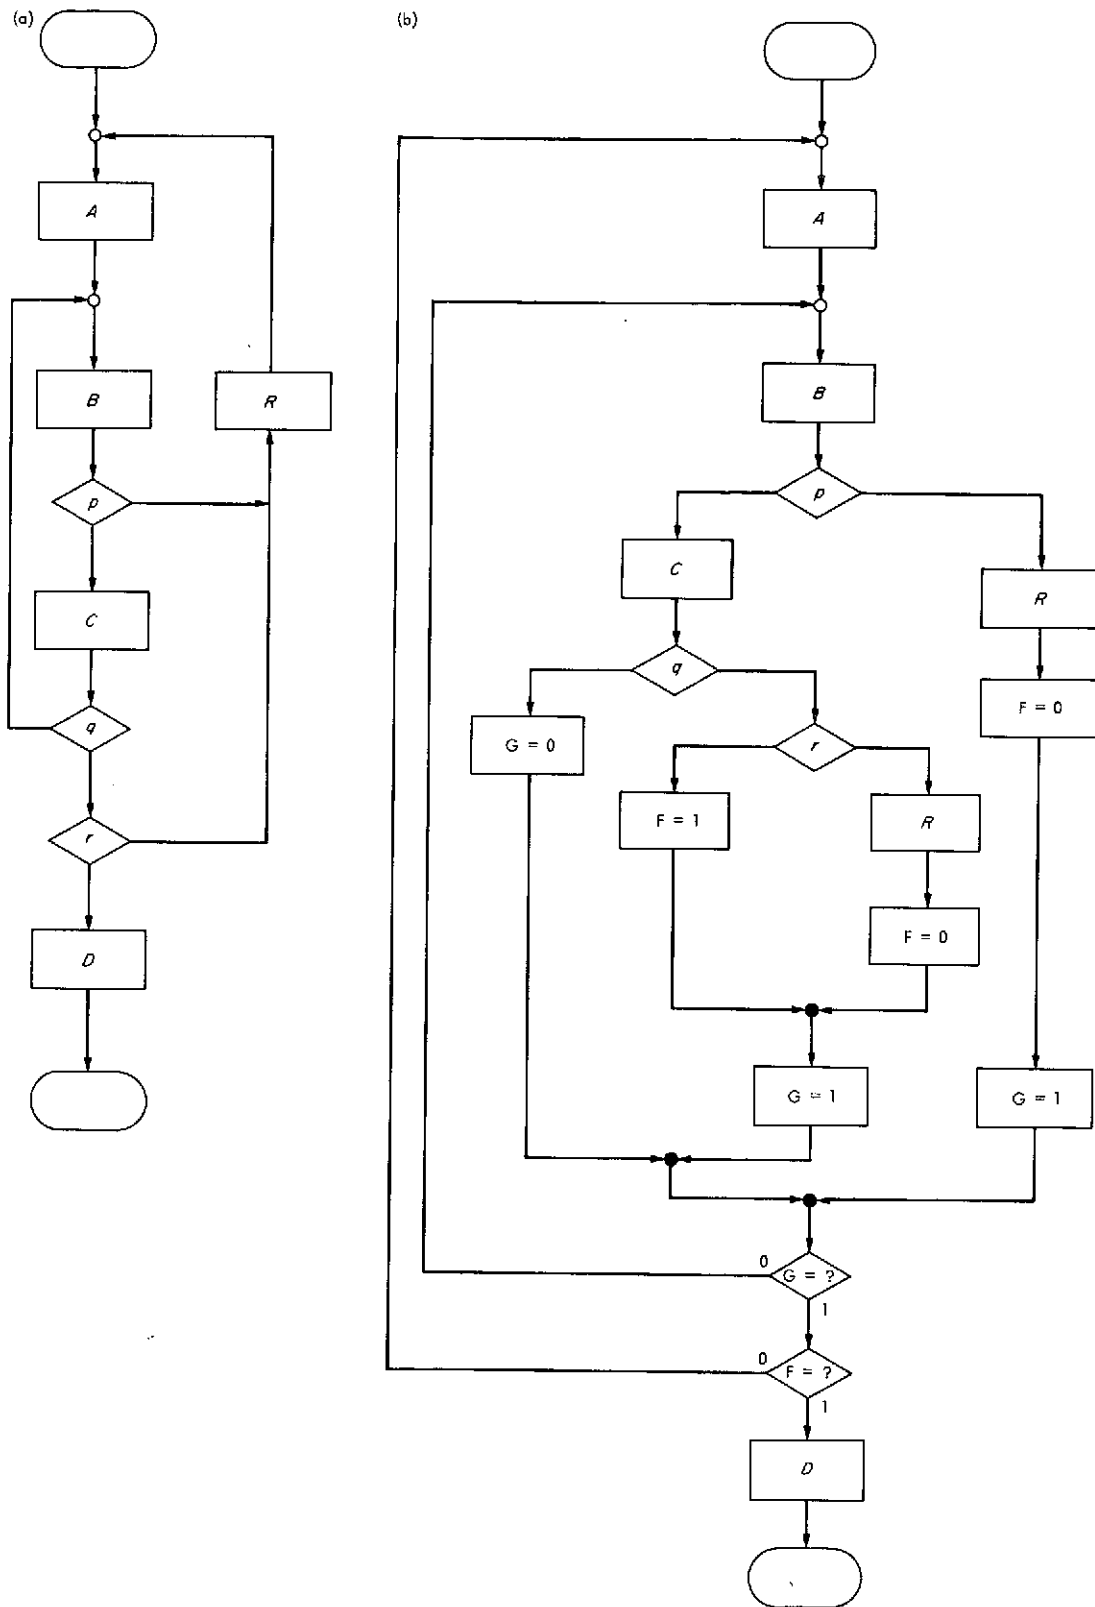 (a)
A
B
R
p
C
q
r
D
(b)
A
B
p
C
R
q
F = 0
G = 0
r
F = 1
R
F = 0
G = 1
G = 1
0
G = ?
1
0
F = ?
1
D